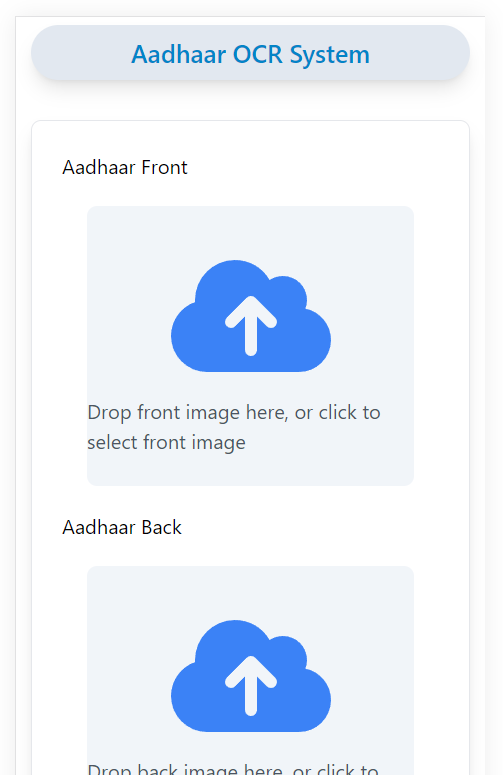 Aadhaar OCR System
Aadhaar Front
Drop front image here, or click to
select front image
Aadhaar Back
Drop back image here, or click to